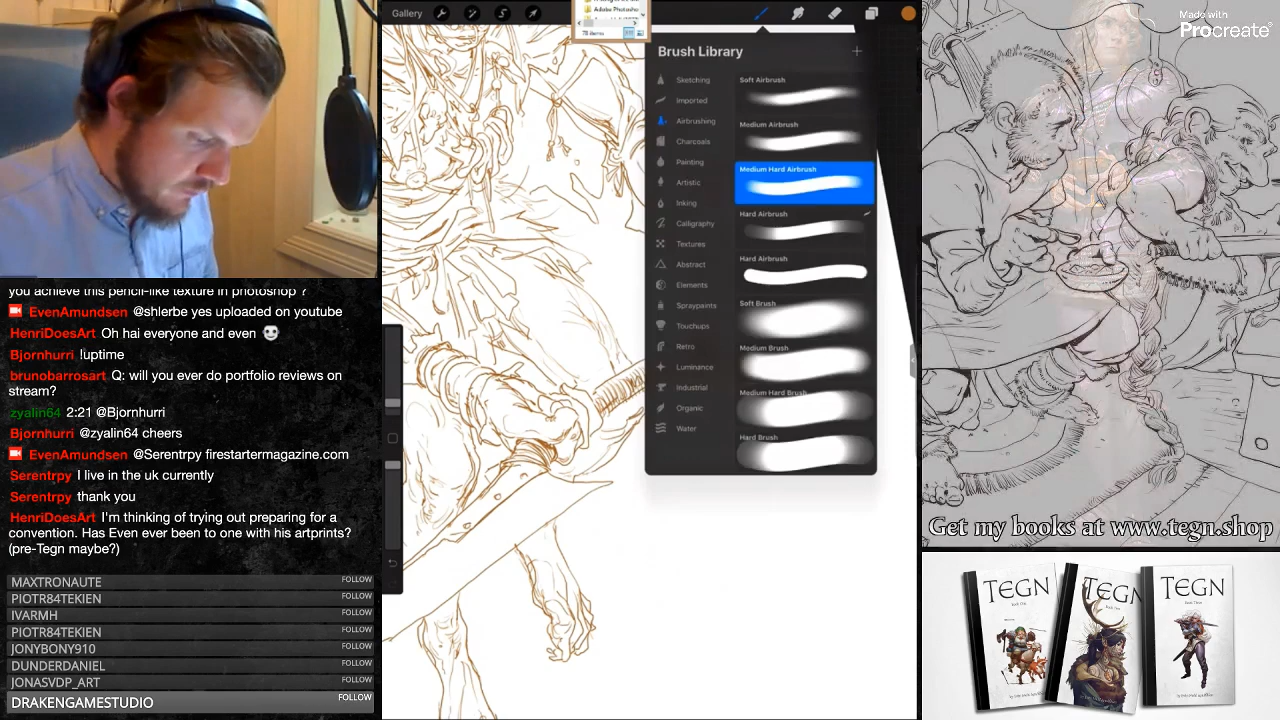 you achieve this pencil-like texture in photoshop ?
EvenAmundsen @shampe yes uploaded on youtube
HenriDoesArt Oh hai everyone and even
Bjornhurri !uptime
brunobarrosart Q: will you ever do portfolio reviews on
stream?
zyalin64 2:21 @Bjornhurri
Bjornhurri @zyalin64 cheers
EvenAmundsen @Serentrpy firestartermagazine.com
Serentrpy I live in the uk currently
Serentrpy thank you
HenriDoesArt I'm thinking of trying out preparing for a
convention. Has Even ever been to one with his artprints?
(pre-Tegn maybe?)
MAXTRONAUTE FOLLOW
PIOTR84TEKIEN FOLLOW
IVARMH FOLLOW
PIOTR84TEKIEN FOLLOW
JONYBONY910 FOLLOW
DUNDERDANIEL FOLLOW
JONASVDP_ART FOLLOW
DRAKENGAMESTUDIO FOLLOW
Gallery
Adobe Photosho
78 items
Brush Library
Sketching
Imported
Airbrushing
Charcoals
Painting
Artistic
Inking
Calligraphy
Textures
Abstract
Elements
Spraypaints
Touchups
Retro
Luminance
Industrial
Organic
Water
Soft Airbrush
Medium Airbrush
Medium Hard Airbrush
Hard Airbrush
Hard Airbrush
Soft Brush
Medium Brush
Medium Hard Brush
Hard Brush
Made with
Procreate
Get my books at www.tegn.shop
TEGN
TEGN
TEGN